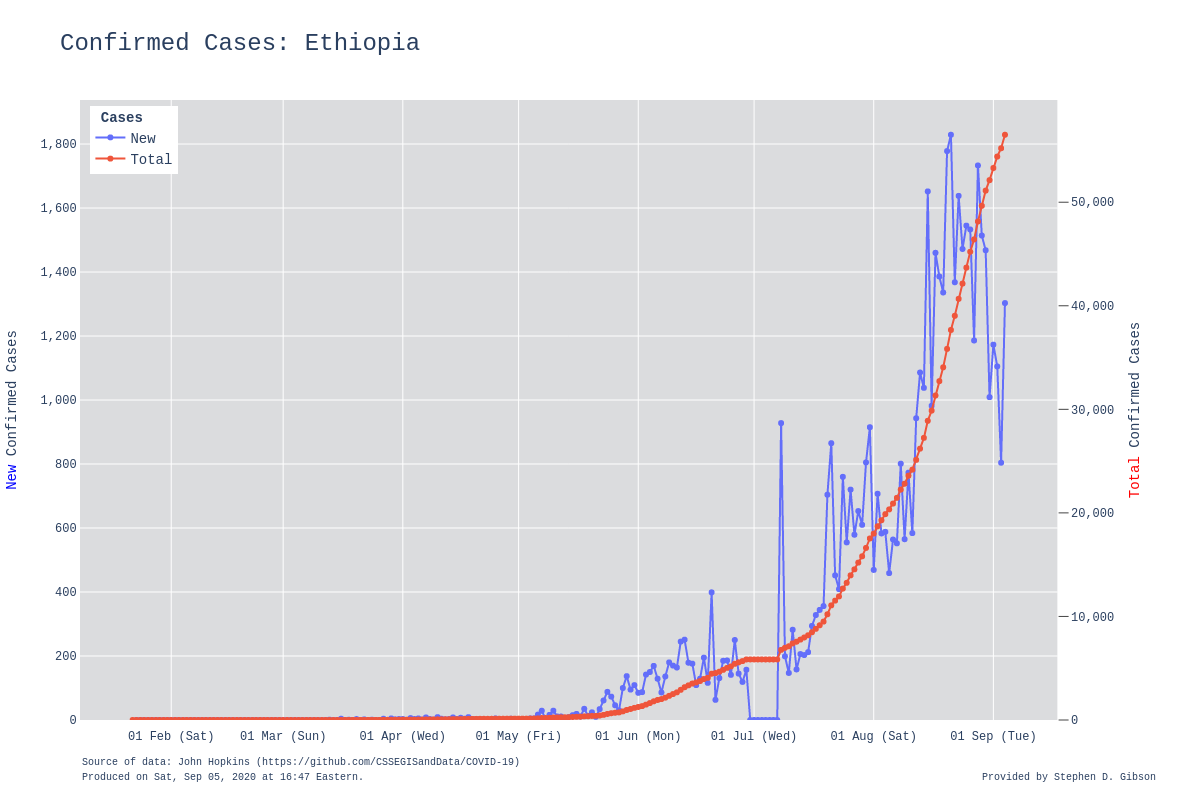 Confirmed Cases: Ethiopia
Cases
New
Total
1,800
1,600
1,400
1,200
1,000
800
600
400
200
0
New Confirmed Cases
50,000
40,000
30,000
20,000
10,000
0
Total Confirmed Cases
01 Feb (Sat) 01 Mar (Sun) 01 Apr (Wed) 01 May (Fri) 01 Jun (Mon) 01 Jul (Wed) 01 Aug (Sat) 01 Sep (Tue)
Source of data: John Hopkins (https://github.com/CSSEGISandData/COVID-19)
Produced on Sat, Sep 05, 2020 at 16:47 Eastern.
Provided by Stephen D. Gibson